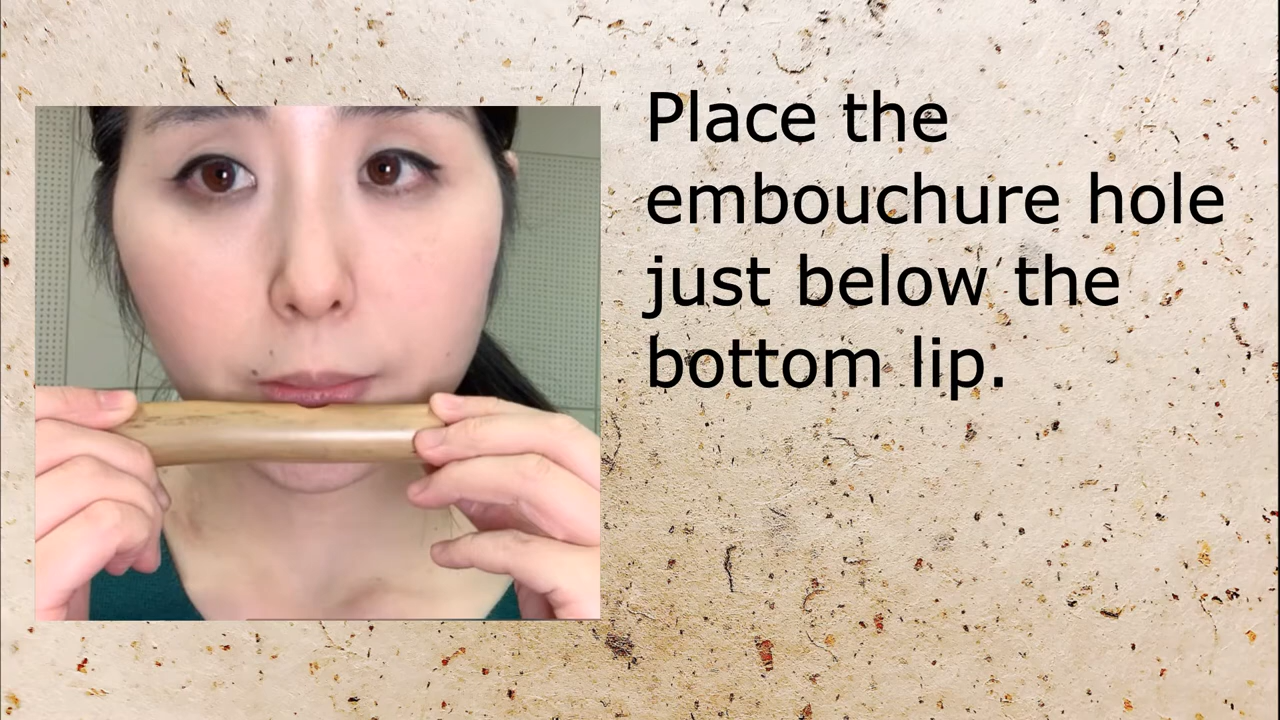 Place the
embouchure hole
just below the
bottom lip.